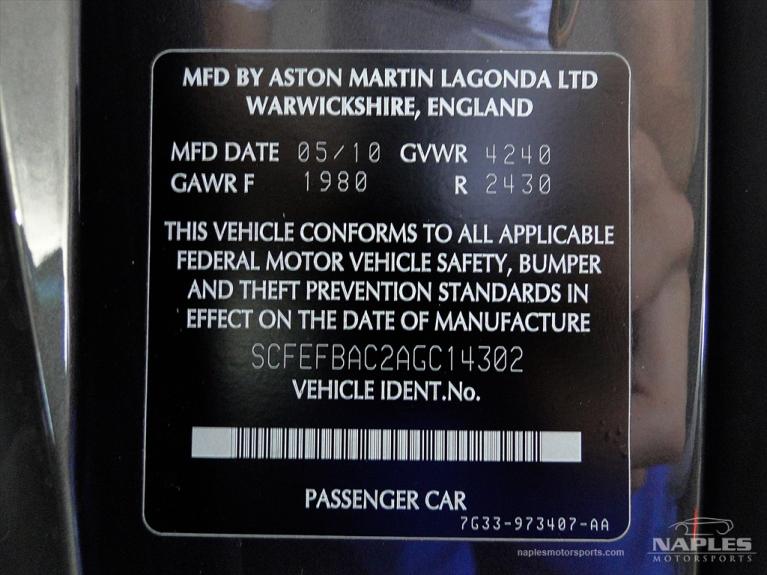 MFD BY ASTON MARTIN LAGONDA LTD
WARWICKSHIRE, ENGLAND
MFD DATE 05/10 GVWR 4240
GAWR F 1980 R 2430
THIS VEHICLE CONFORMS TO ALL APPLICABLE
FEDERAL MOTOR VEHICLE SAFETY, BUMPER
AND THEFT PREVENTION STANDARDS IN
EFFECT ON THE DATE OF MANUFACTURE
SCFEFBAC2AGC14302
VEHICLE IDENT.No.
PASSENGER CAR
7G33-973407-AA
naplesmotorsports.com
NAPLES
MOTORSPORTS